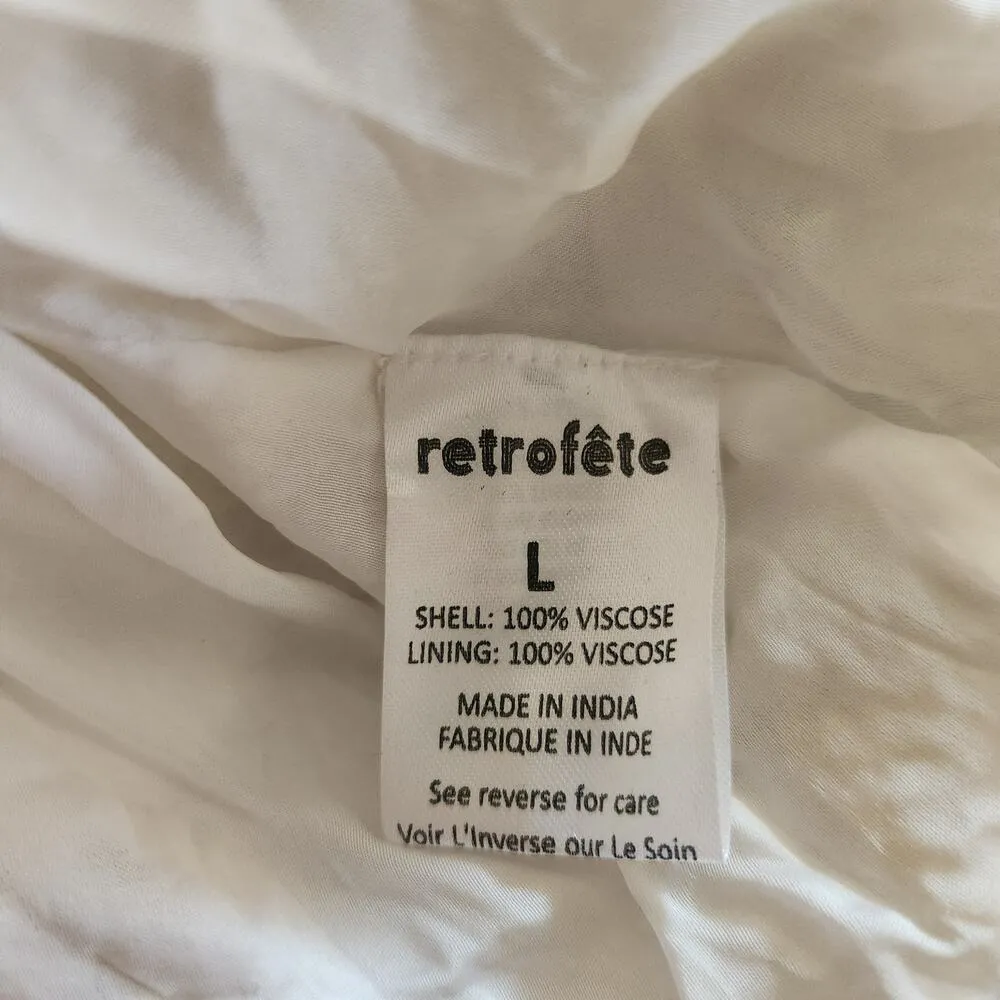 retrofête
L
SHELL: 100% VISCOSE
LINING: 100% VISCOSE
MADE IN INDIA
FABRIQUE IN INDE
See reverse for care
Voir L'Inverse our Le Soin